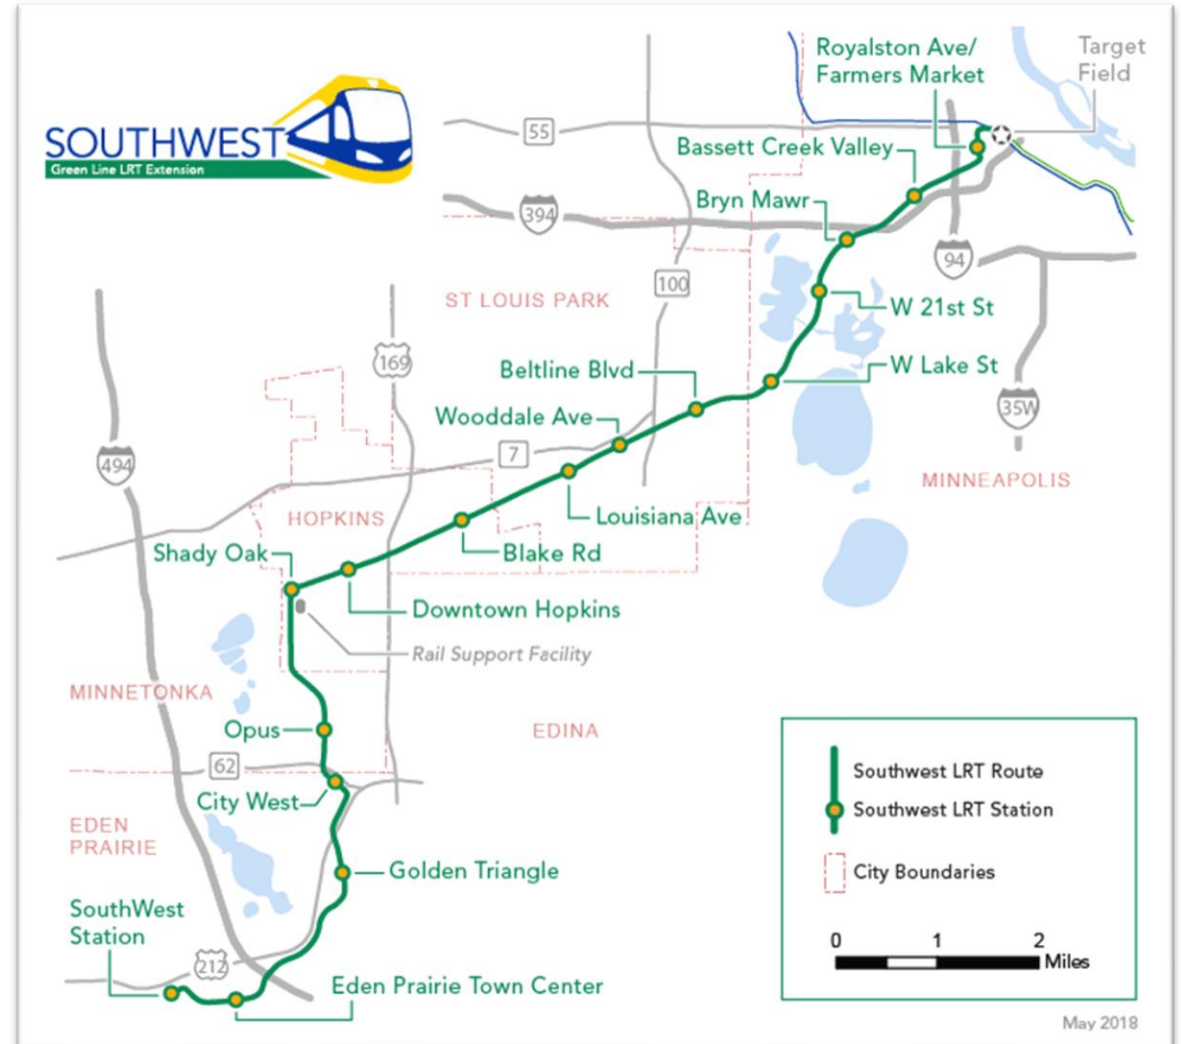 SOUTHWEST
Green Line LRT Extension
Royalston Ave/
Farmers Market
Target
Field
55
Bassett Creek Valley
Bryn Mawr
394
94
100
ST LOUIS PARK
W 21st St
169
Beltline Blvd
W Lake St
35W
Wooddale Ave
7
494
MINNEAPOLIS
HOPKINS
Louisiana Ave
Shady Oak
Blake Rd
Downtown Hopkins
Rail Support Facility
MINNETONKA
Opus
EDINA
62
City West
EDEN
PRAIRIE
Golden Triangle
SouthWest
Station
212
Eden Prairie Town Center
Southwest LRT Route
Southwest LRT Station
City Boundaries
0 1 2
Miles
May 2018